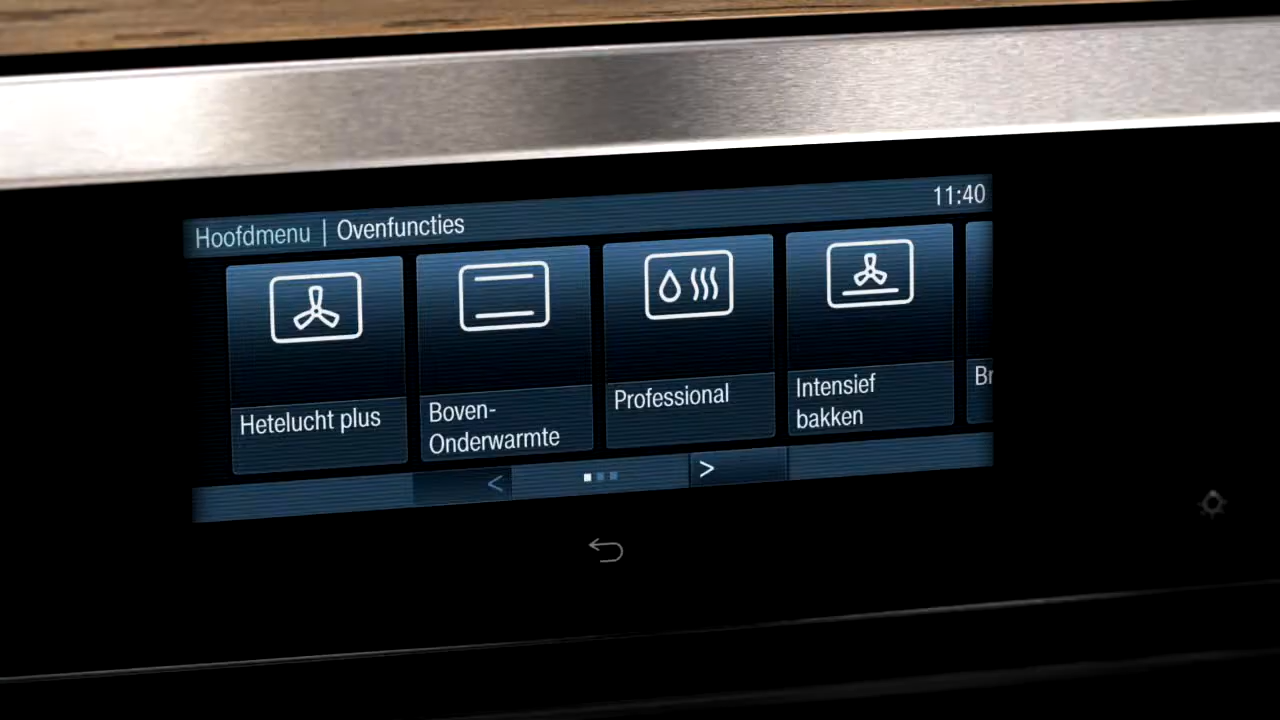 Hoofdmenu | Ovenfuncties
11:40
Hetelucht plus
Boven-
Onderwarmte
Professional
Intensief
bakken